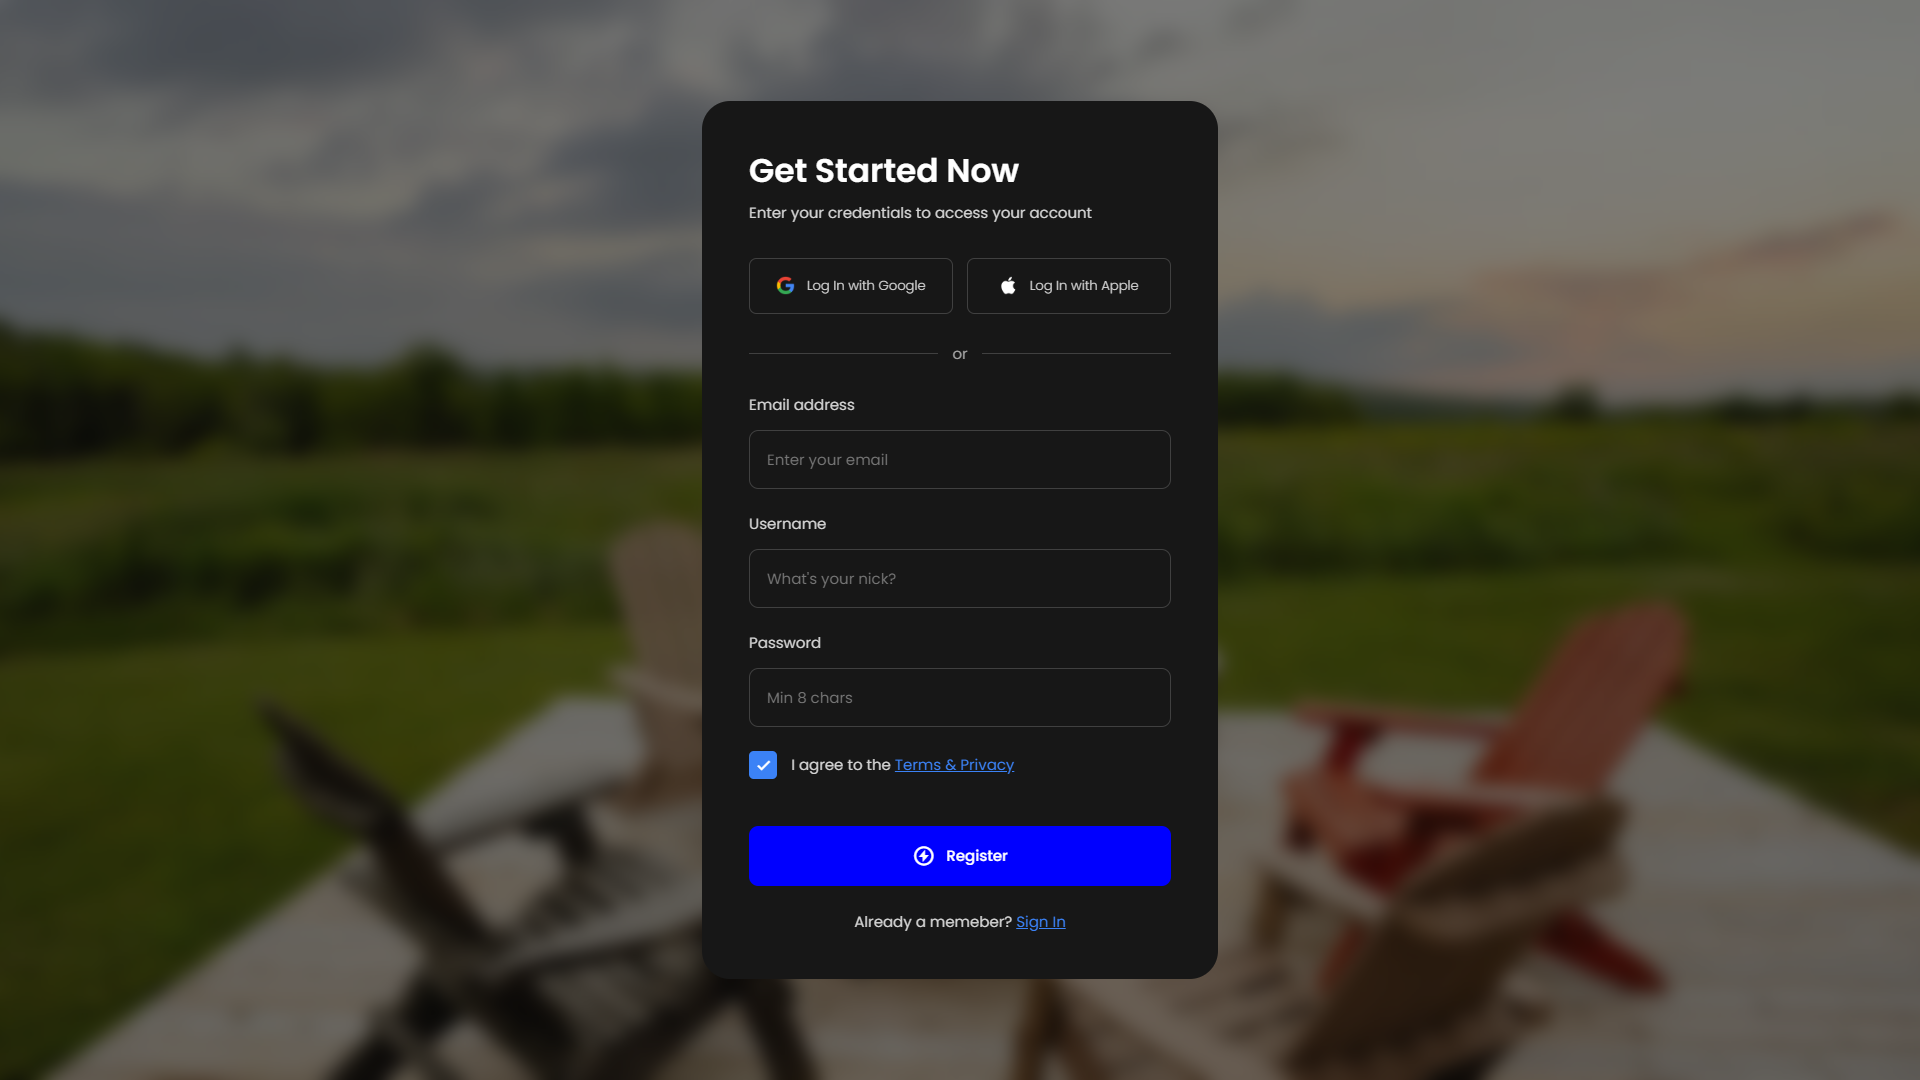 Get Started Now
Enter your credentials to access your account
Log In with Google
Log In with Apple
or
Email address
Enter your email
Username
What's your nick?
Password
Min 8 chars
I agree to the Terms & Privacy
Register
Already a memeber? Sign In